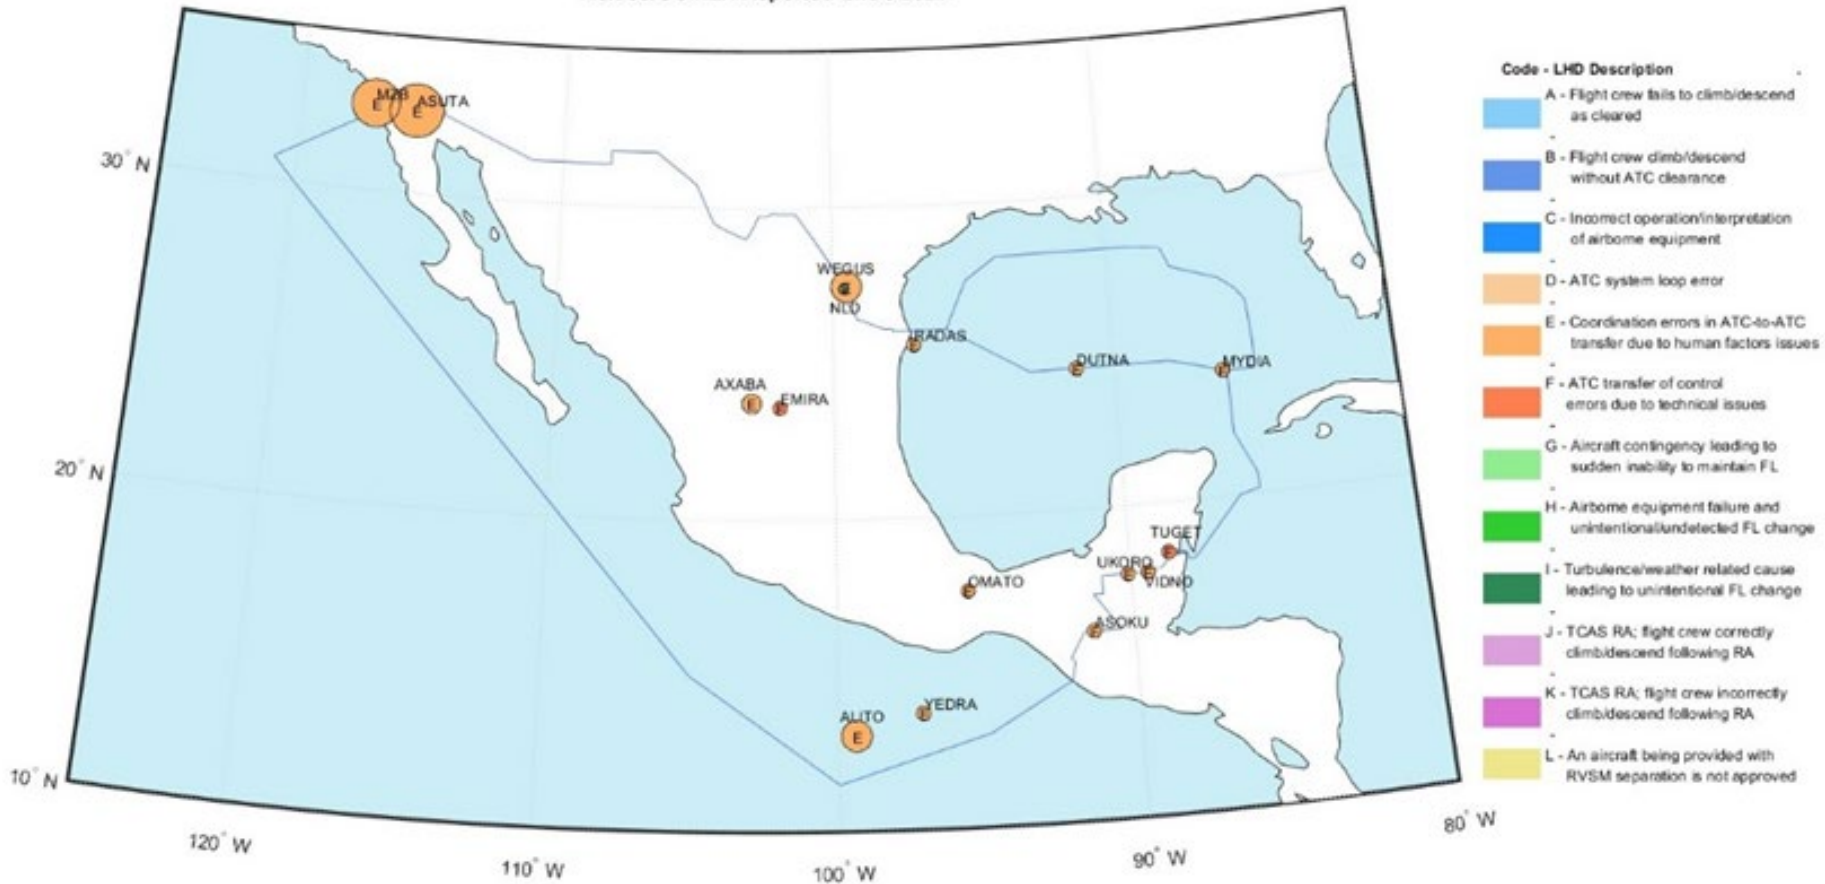 Code - LHD Description
A - Flight crew fails to climb/descend
as cleared
B - Flight crew climb/descend
without ATC clearance
C - Incorrect operation/interpretation
of airborne equipment
D - ATC system loop error
E - Coordination errors in ATC-to-ATC
transfer due to human factors issues
F - ATC transfer of control
errors due to technical issues
G - Aircraft contingency leading to
sudden inability to maintain FL
H - Airborne equipment failure and
unintentional/undetected FL change
I - Turbulence/weather related cause
leading to unintentional FL change
J - TCAS RA; flight crew correctly
climb/descend following RA
K - TCAS RA; flight crew incorrectly
climb/descend following RA
L - An aircraft being provided with
RVSM separation is not approved
MZB
E
ASUTA
E
30° N
WEGUS
NLD
RADAS
E
DUTNA
E
MYDIA
AXABA
E
EMIRA
20° N
TUGET
E
UKORO
E
VIDNO
E
OMATO
E
ASOKU
E
YEDRA
ALITO
E
10° N
120° W
110° W
100° W
90° W
80° W